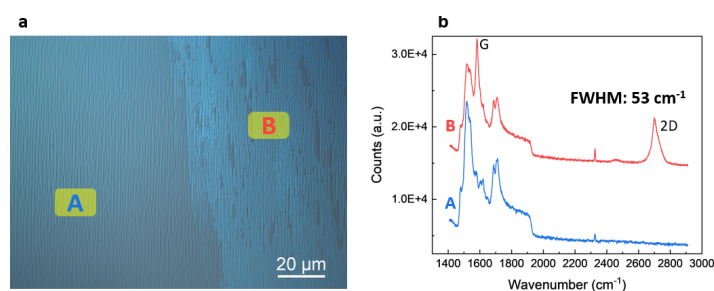 a
A
B
20 µm
b
Counts (a.u.)
3.0E+4
2.0E+4
1.0E+4
G
FWHM: 53 cm⁻¹
2D
B
A
1400 1600 1800 2000 2200 2400 2600 2800 3000
Wavenumber (cm⁻¹)